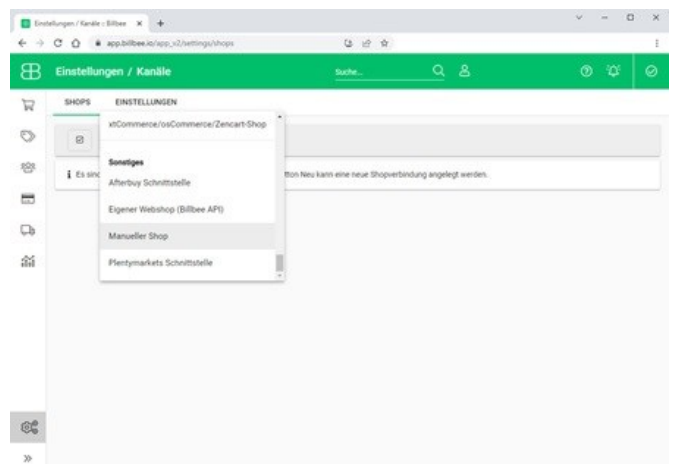 Einstellungen / Kanäle :: Billbee
app.billbee.io/app_v2/settings/shops
Einstellungen / Kanäle
Suche...
SHOPS EINSTELLUNGEN
xtCommerce/osCommerce/Zencart-Shop
Sonstiges
Es sind
tton Neu kann eine neue Shopverbindung angelegt werden.
Afterbuy Schnittstelle
Eigener Webshop (Billbee API)
Manueller Shop
Plentymarkets Schnittstelle